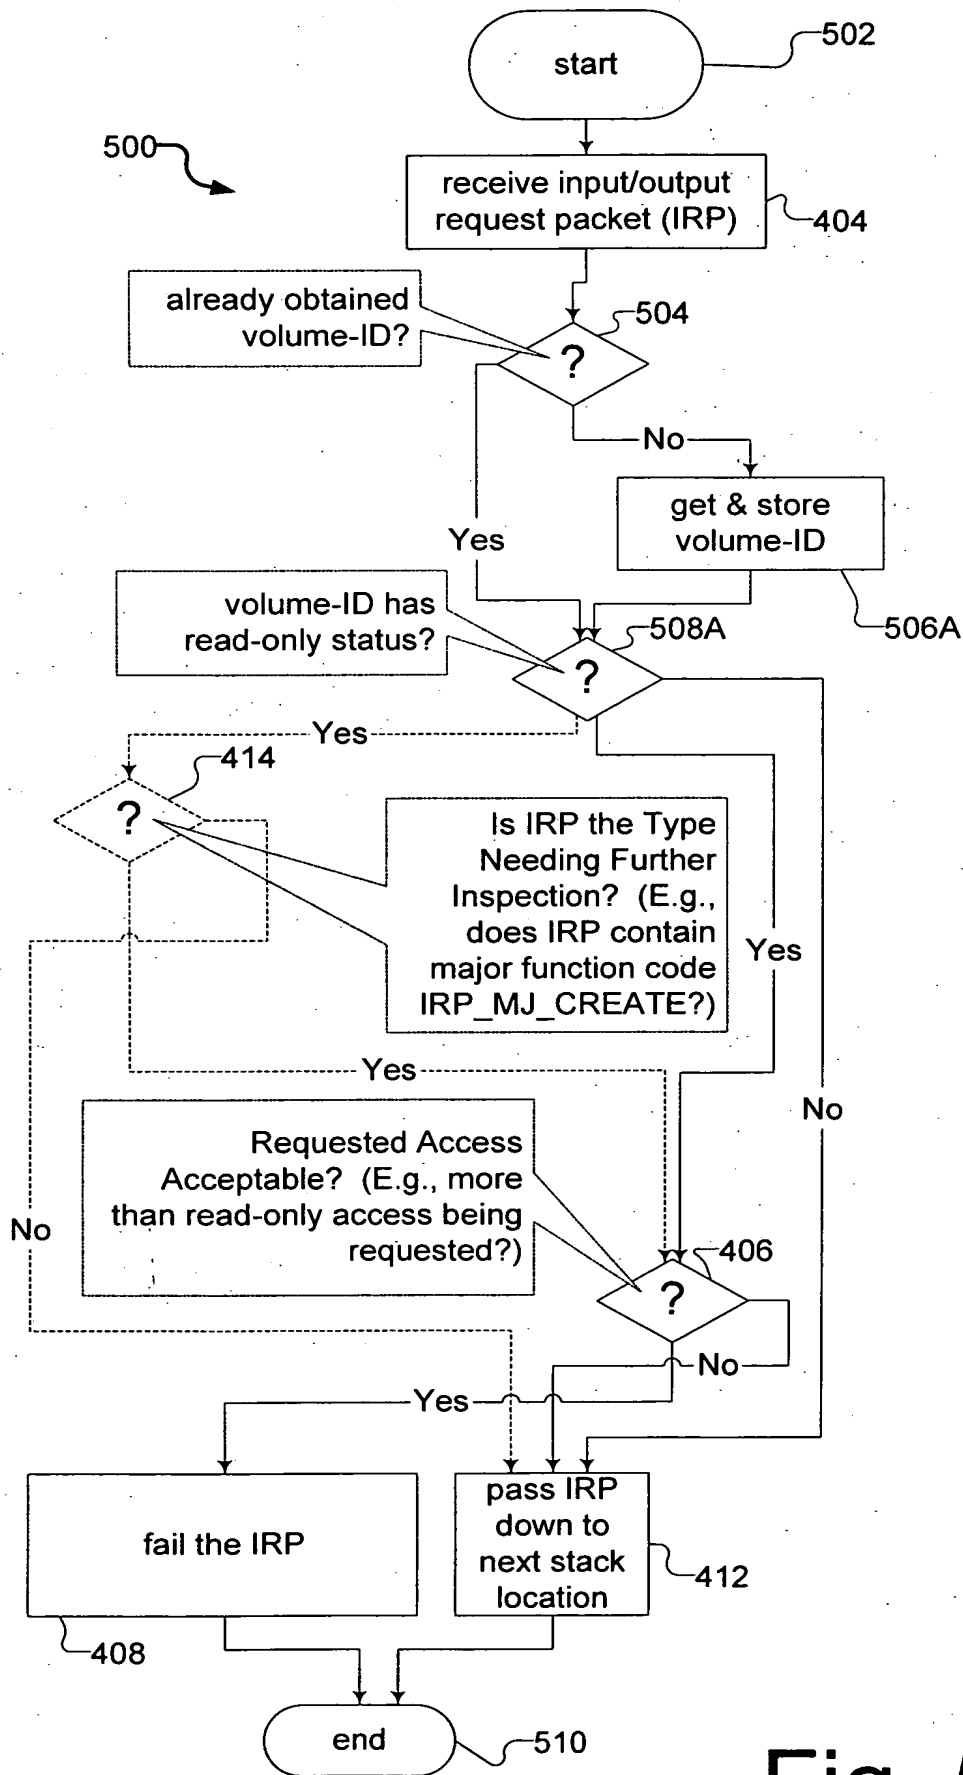 start
502
500
receive input/output
request packet (IRP)
404
already obtained
volume-ID?
504
?
No
get & store
volume-ID
Yes
506A
volume-ID has
read-only status?
508A
?
Yes
414
?
Is IRP the Type
Needing Further
Inspection? (E.g.,
does IRP contain
major function code
IRP_MJ_CREATE?)
Yes
Yes
No
Requested Access
Acceptable? (E.g., more
than read-only access being
requested?)
No
406
?
No
Yes
fail the IRP
pass IRP
down to
next stack
location
412
408
end
510
Fig.